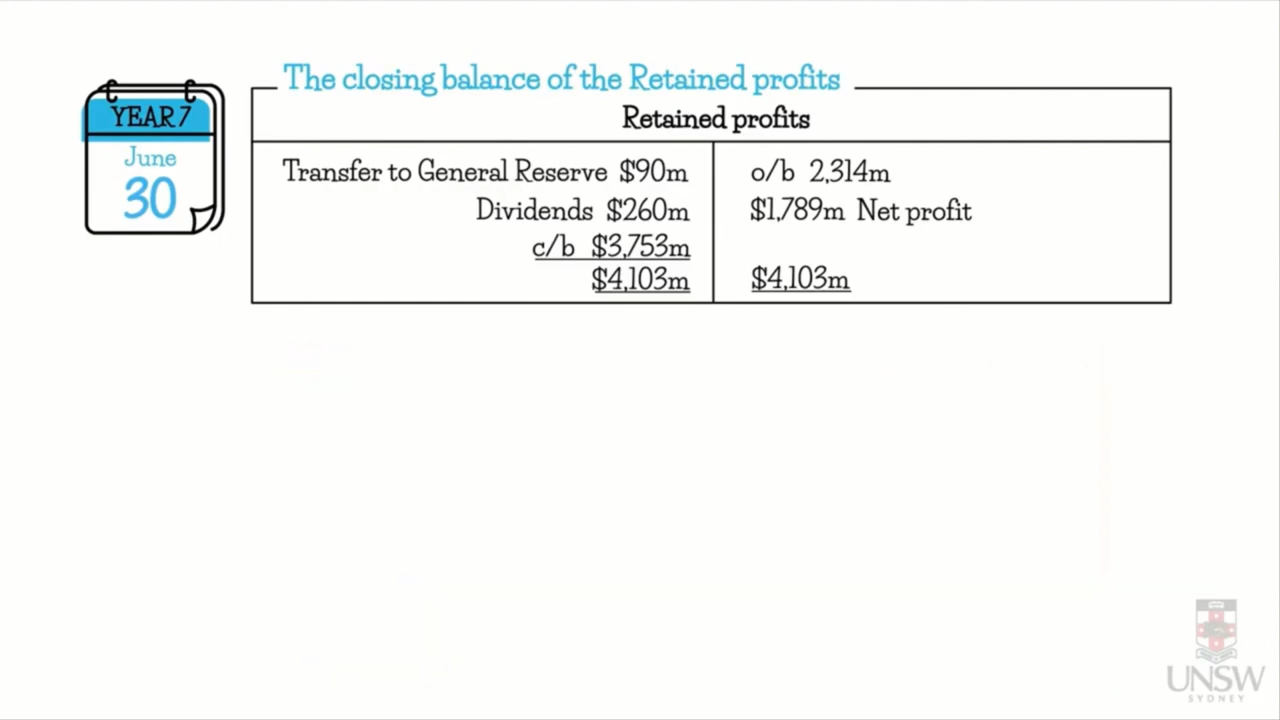 The closing balance of the Retained profits
YEAR 7
June
30
Retained profits
Transfer to General Reserve $90m
Dividends $260m
c/b $3,753m
$4,103m
o/b 2,314m
$1,789m Net profit
$4,103m
UNSW
SYDNEY